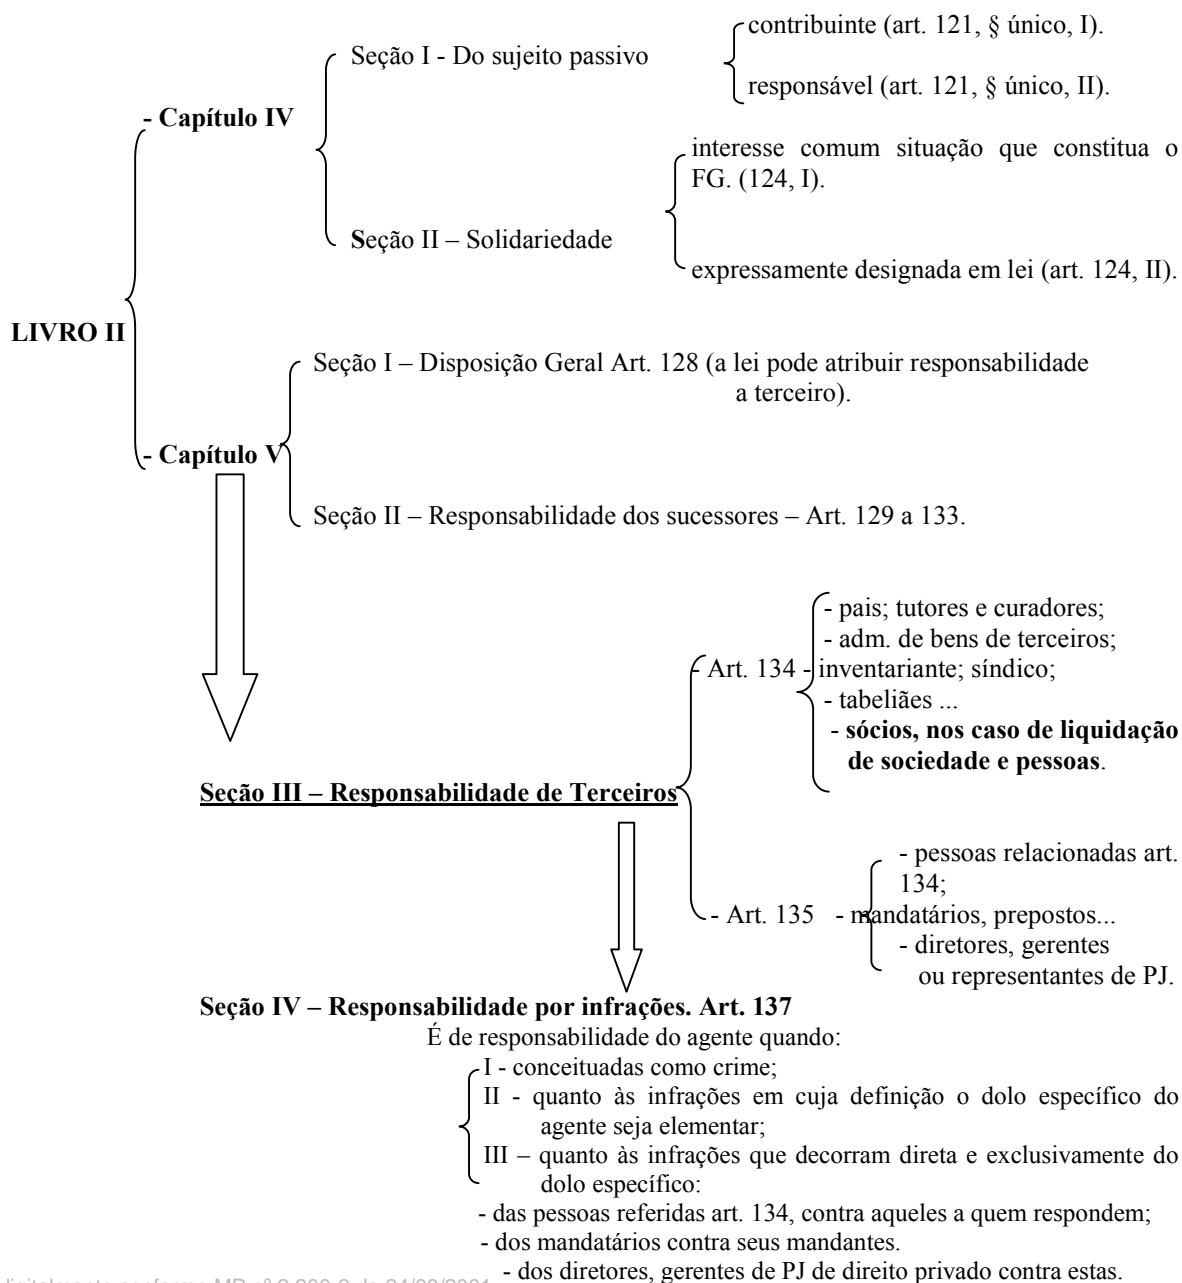 contribuinte (art. 121, § único, I).
Seção I - Do sujeito passivo
responsável (art. 121, § único, II).
- Capítulo IV
interesse comum situação que constitua o
FG. (124, I).
Seção II – Solidariedade
expressamente designada em lei (art. 124, II).
LIVRO II
Seção I – Disposição Geral Art. 128 (a lei pode atribuir responsabilidade
a terceiro).
- Capítulo V
Seção II – Responsabilidade dos sucessores – Art. 129 a 133.
- pais; tutores e curadores;
- adm. de bens de terceiros;
- Art. 134 - inventariante; síndico;
- tabeliães ...
- sócios, nos caso de liquidação
de sociedade e pessoas.
Seção III – Responsabilidade de Terceiros
- pessoas relacionadas art.
134;
- Art. 135 - mandatários, prepostos...
- diretores, gerentes
ou representantes de PJ.
Seção IV – Responsabilidade por infrações. Art. 137
É de responsabilidade do agente quando:
I - conceituadas como crime;
II - quanto às infrações em cuja definição o dolo específico do
agente seja elementar;
III – quanto às infrações que decorram direta e exclusivamente do
dolo específico:
- das pessoas referidas art. 134, contra aqueles a quem respondem;
- dos mandatários contra seus mandantes.
- dos diretores, gerentes de PJ de direito privado contra estas.